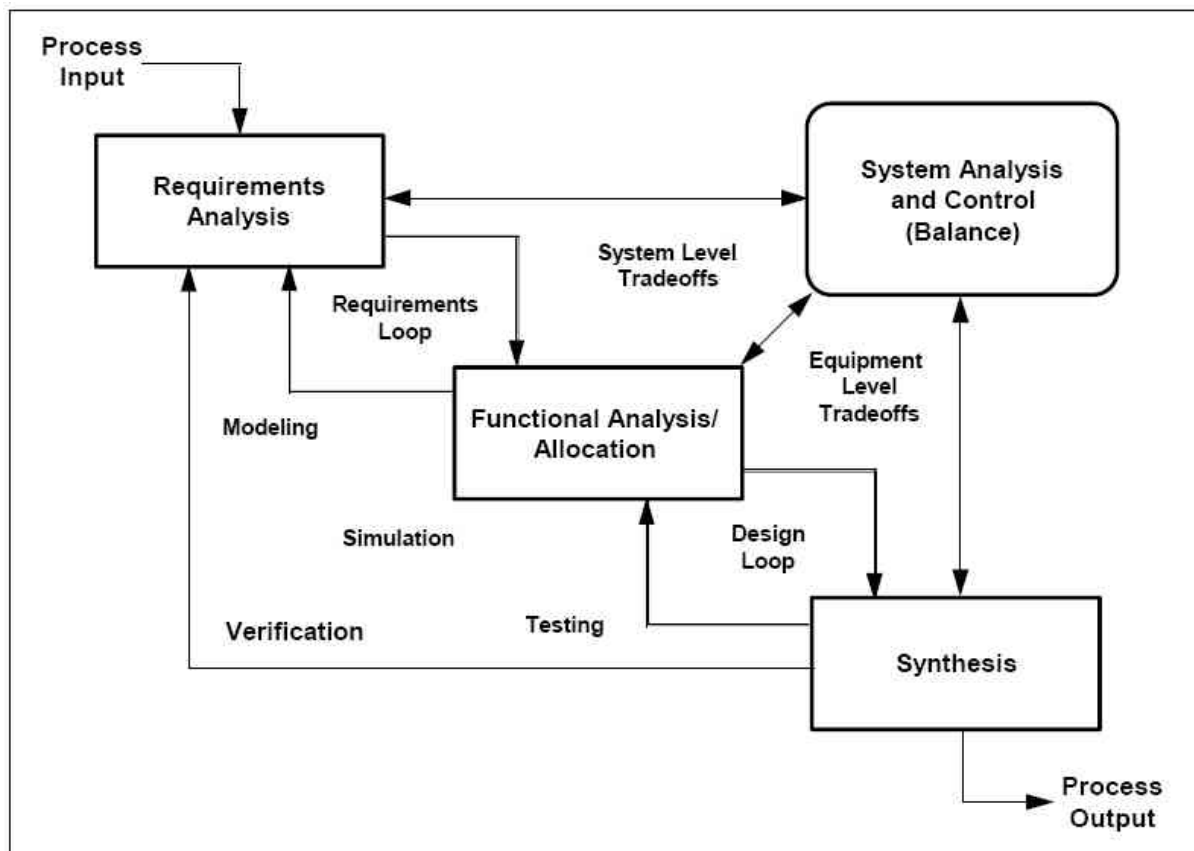 Process
Input
Requirements
Analysis
System Analysis
and Control
(Balance)
System Level
Tradeoffs
Requirements
Loop
Equipment
Level
Tradeoffs
Modeling
Functional Analysis/
Allocation
Simulation
Design
Loop
Verification
Testing
Synthesis
Process
Output